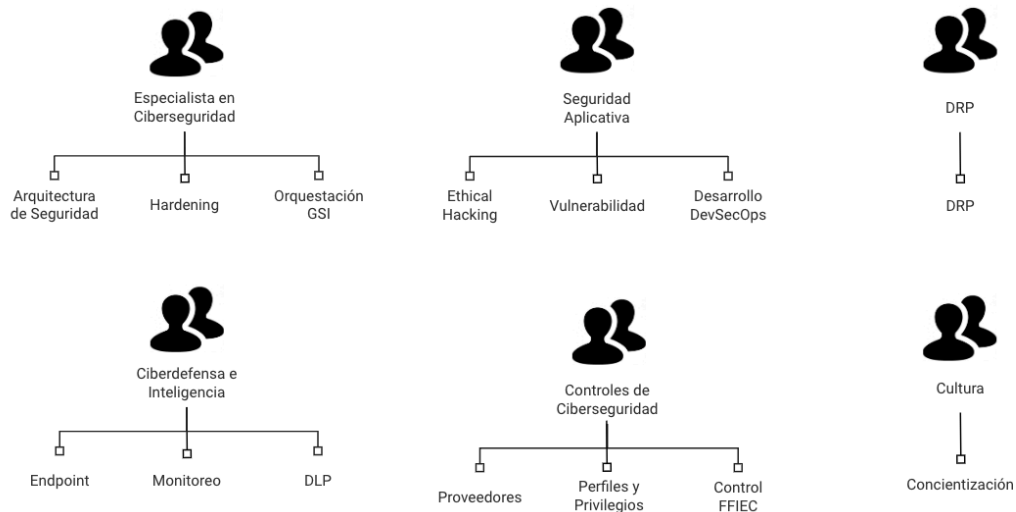 Especialista en
Ciberseguridad
Arquitectura
de Seguridad
Hardening
Orquestación
GSI
Seguridad
Aplicativa
Ethical
Hacking
Vulnerabilidad
Desarrollo
DevSecOps
DRP
DRP
Ciberdefensa e
Inteligencia
Endpoint
Monitoreo
DLP
Controles de
Ciberseguridad
Proveedores
Perfiles y
Privilegios
Control
FFIEC
Cultura
Concientización